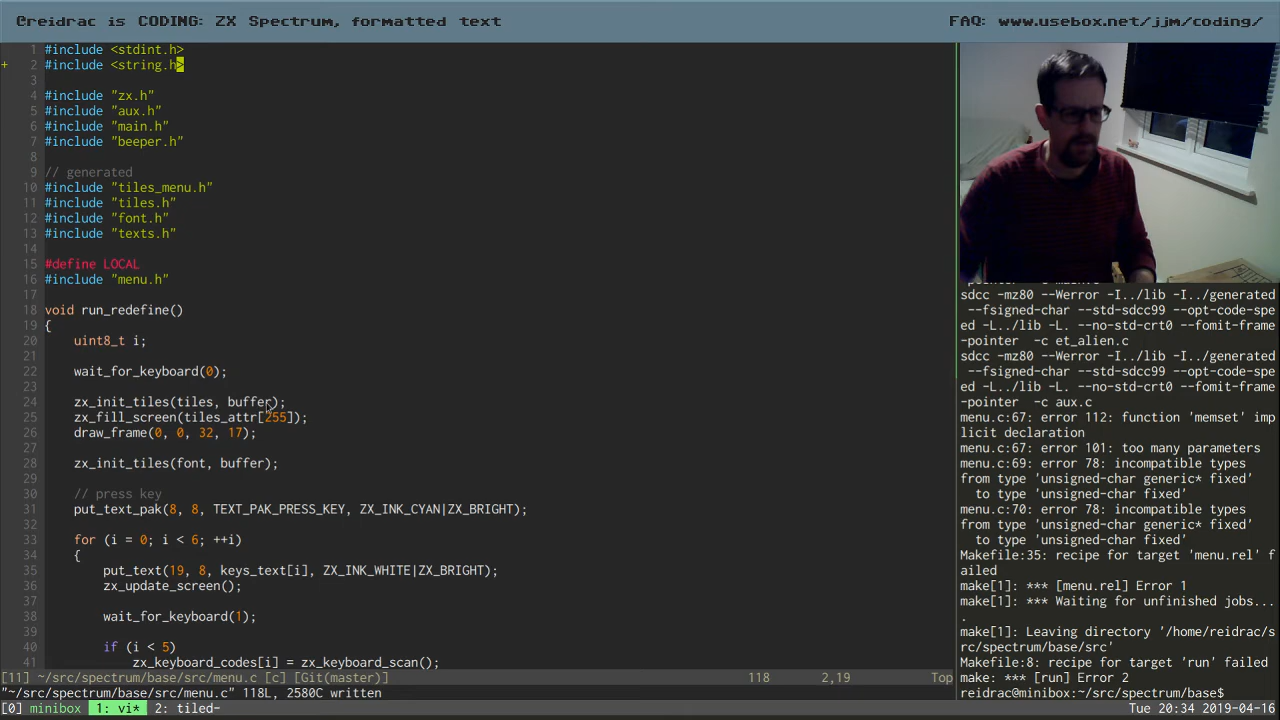 @reidrac is CODING: ZX Spectrum, formatted text
FAQ: www.usebox.net/jjm/coding/
1 #include <stdint.h>
+ 2 #include <string.h>
3
4 #include "zx.h"
5 #include "aux.h"
6 #include "main.h"
7 #include "beeper.h"
8
9 // generated
10 #include "tiles_menu.h"
11 #include "tiles.h"
12 #include "font.h"
13 #include "texts.h"
14
15 #define LOCAL
16 #include "menu.h"
17
18 void run_redefine()
19 {
20 uint8_t i;
21
22 wait_for_keyboard(0);
23
24 zx_init_tiles(tiles, buffer);
25 zx_fill_screen(tiles_attr[255]);
26 draw_frame(0, 0, 32, 17);
27
28 zx_init_tiles(font, buffer);
29
30 // press key
31 put_text_pak(8, 8, TEXT_PAK_PRESS_KEY, ZX_INK_CYAN|ZX_BRIGHT);
32
33 for (i = 0; i < 6; ++i)
34 {
35 put_text(19, 8, keys_text[i], ZX_INK_WHITE|ZX_BRIGHT);
36 zx_update_screen();
37
38 wait_for_keyboard(1);
39
40 if (i < 5)
41 zx_keyboard_codes[i] = zx_keyboard_scan();
[11] ~/src/spectrum/base/src/menu.c [c] [Git(master)] 118 2,19 Top
"~/src/spectrum/base/src/menu.c" 118L, 2580C written
sdcc -mz80 --Werror -I../lib -I../generated
--fsigned-char --std-sdcc99 --opt-code-spe
ed -L../lib -L. --no-std-crt0 --fomit-frame
-pointer -c et_alien.c
sdcc -mz80 --Werror -I../lib -I../generated
--fsigned-char --std-sdcc99 --opt-code-spe
ed -L../lib -L. --no-std-crt0 --fomit-frame
-pointer -c aux.c
menu.c:67: error 112: function 'memset' imp
licit declaration
menu.c:67: error 101: too many parameters
menu.c:69: error 78: incompatible types
from type 'unsigned-char generic* fixed'
to type 'unsigned-char fixed'
menu.c:70: error 78: incompatible types
from type 'unsigned-char generic* fixed'
to type 'unsigned-char fixed'
Makefile:35: recipe for target 'menu.rel' f
ailed
make[1]: *** [menu.rel] Error 1
make[1]: *** Waiting for unfinished jobs...
.
make[1]: Leaving directory '/home/reidrac/s
rc/spectrum/base/src'
Makefile:8: recipe for target 'run' failed
make: *** [run] Error 2
reidrac@minibox:~/src/spectrum/base$
[0] minibox 1: vi* 2: tiled- Tue 20:34 2019-04-16